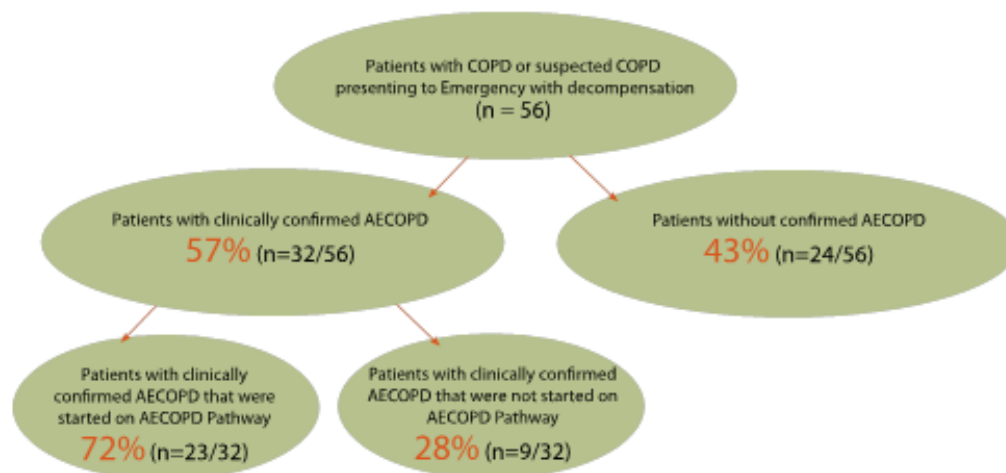 Patients with COPD or suspected COPD
presenting to Emergency with decompensation
(n = 56)
Patients with clinically confirmed AECOPD
57% (n=32/56)
Patients without confirmed AECOPD
43% (n=24/56)
Patients with clinically
confirmed AECOPD that were
started on AECOPD Pathway
72% (n=23/32)
Patients with clinically confirmed
AECOPD that were not started on
AECOPD Pathway
28% (n=9/32)